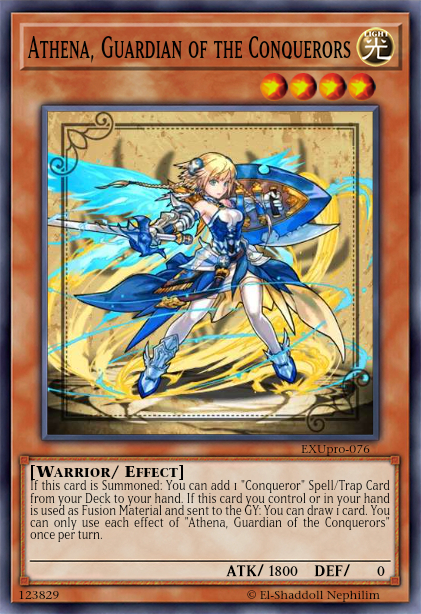 Athena, Guardian of the Conquerors
LIGHT
光
EXUpro-076
[Warrior/ Effect]
If this card is Summoned: You can add 1 "Conqueror" Spell/Trap Card
from your Deck to your hand. If this card you control or in your hand
is used as Fusion Material and sent to the GY: You can draw 1 card. You
can only use each effect of "Athena, Guardian of the Conquerors"
once per turn.
ATK/ 1800 DEF/ 0
123829 © El-Shaddoll Nephilim